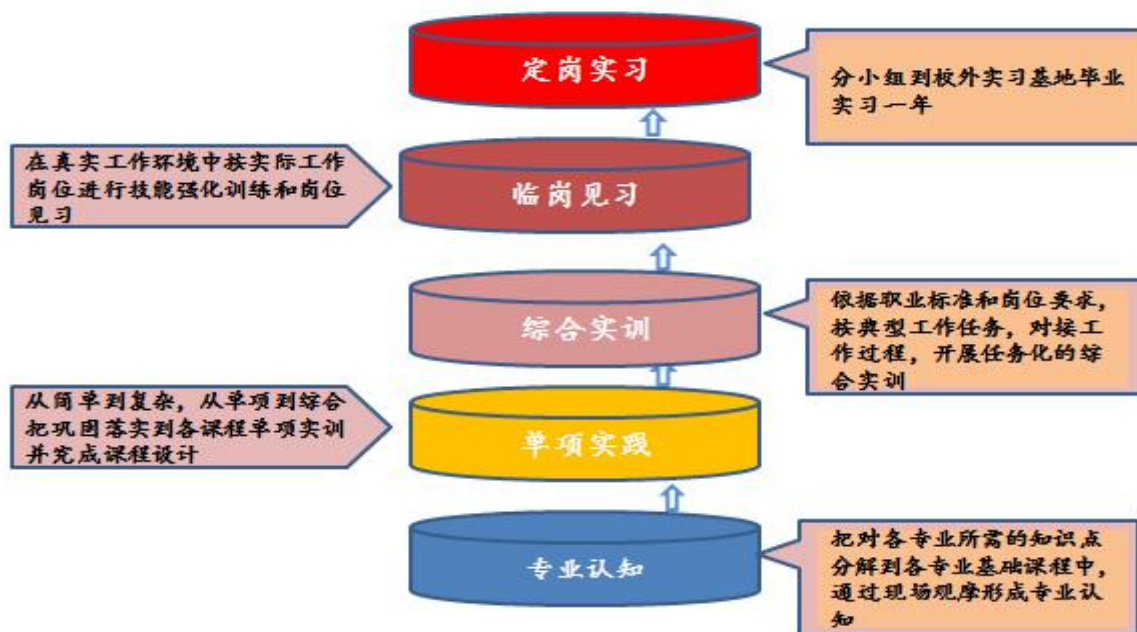 定岗实习
分小组到校外实习基地毕业
实习一年
在真实工作环境中按实际工作
岗位进行技能强化训练和岗位
见习
临岗见习
综合实训
依据职业标准和岗位要求，
按典型工作任务，对接工
作过程，开展任务化的综
合实训
从简单到复杂，从单项到综合
把巩固落实到各课程单项实训
并完成课程设计
单项实践
专业认知
把对各专业所需的知识点
分解到各专业基础课程中，
通过现场观摩形成专业认
知